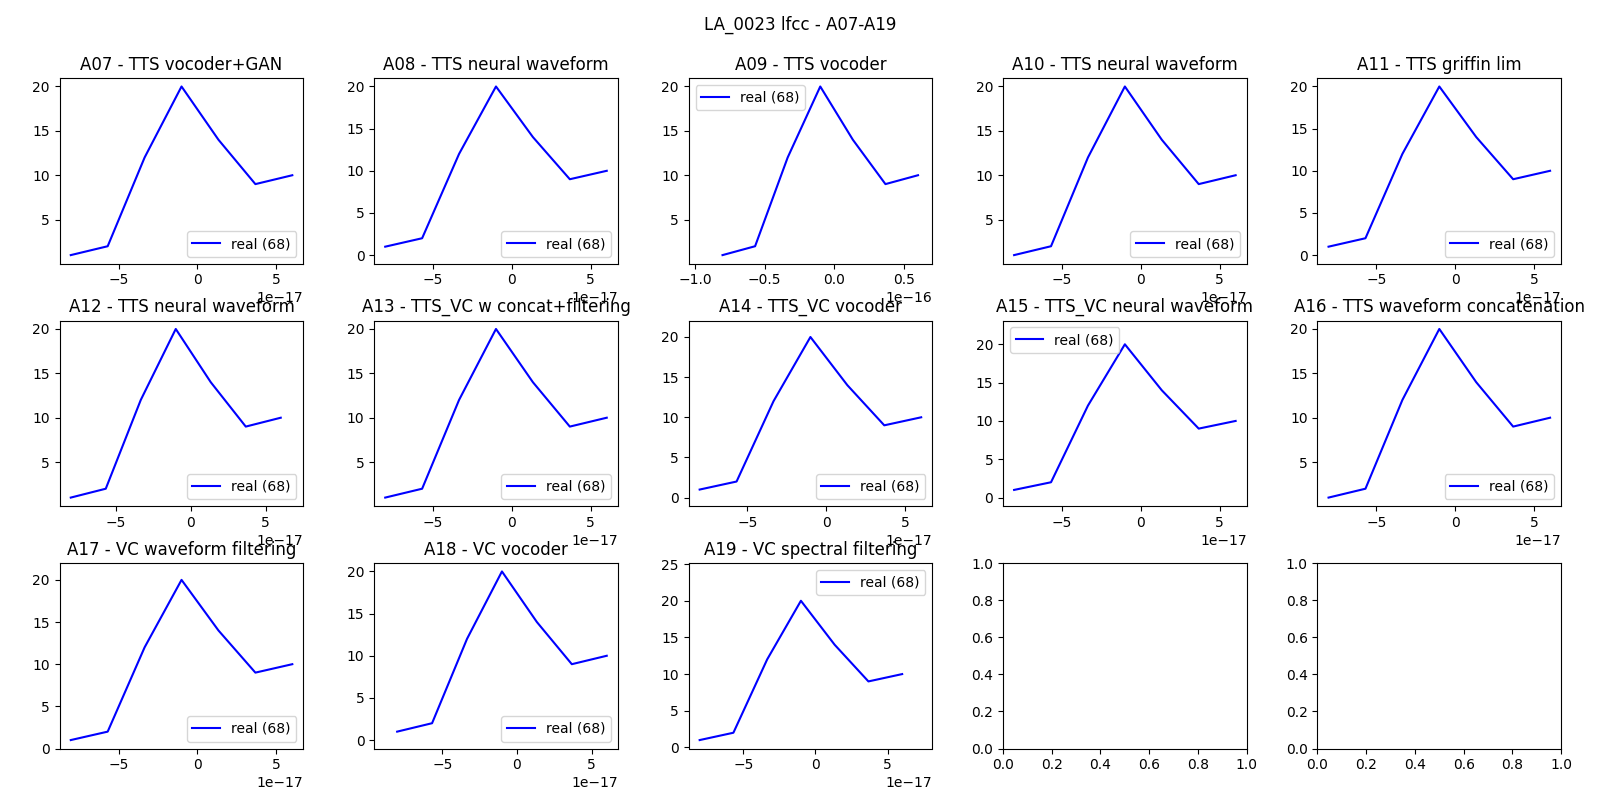 LA_0023 lfcc - A07-A19
A07 - TTS vocoder+GAN
20
15
10
5
real (68)
−5
0
5
1e−17
A08 - TTS neural waveform
20
15
10
5
0
real (68)
−5
0
5
1e−17
A09 - TTS vocoder
20
15
10
5
real (68)
−1.0
−0.5
0.0
0.5
1e−16
A10 - TTS neural waveform
20
15
10
5
real (68)
−5
0
5
1e−17
A11 - TTS griffin lim
20
15
10
5
0
real (68)
−5
0
5
1e−17
A12 - TTS neural waveform
20
15
10
5
real (68)
−5
0
5
1e−17
A13 - TTS_VC w concat+filtering
20
15
10
5
real (68)
−5
0
5
1e−17
A14 - TTS_VC vocoder
20
15
10
5
0
real (68)
−5
0
5
1e−17
A15 - TTS_VC neural waveform
20
15
10
5
0
real (68)
−5
0
5
1e−17
A16 - TTS waveform concatenation
20
15
10
5
real (68)
−5
0
5
1e−17
A17 - VC waveform filtering
20
15
10
5
0
real (68)
−5
0
5
1e−17
A18 - VC vocoder
20
15
10
5
0
real (68)
−5
0
5
1e−17
A19 - VC spectral filtering
25
20
15
10
5
0
real (68)
−5
0
5
1e−17
1.0
0.8
0.6
0.4
0.2
0.0
0.0 0.2 0.4 0.6 0.8 1.0
1.0
0.8
0.6
0.4
0.2
0.0
0.0 0.2 0.4 0.6 0.8 1.0